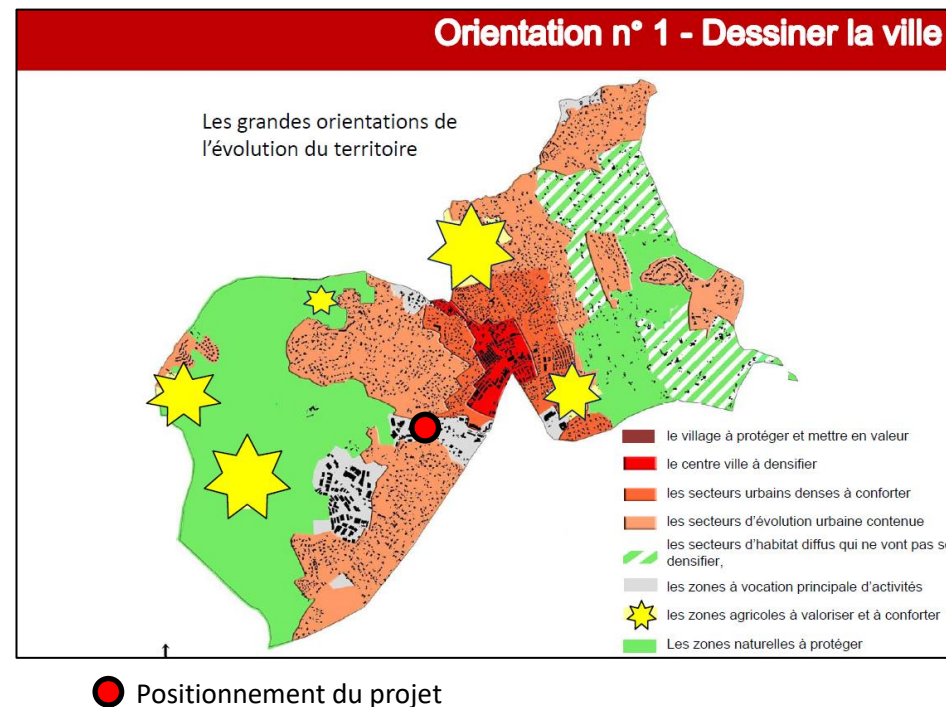 Orientation n° 1 - Dessiner la ville
Les grandes orientations de
l'évolution du territoire
le village à protéger et mettre en valeur
le centre ville à densifier
les secteurs urbains denses à conforter
les secteurs d'évolution urbaine contenue
les secteurs d'habitat diffus qui ne vont pas se
densifier,
les zones à vocation principale d'activités
les zones agricoles à valoriser et à conforter
Les zones naturelles à protéger
Positionnement du projet